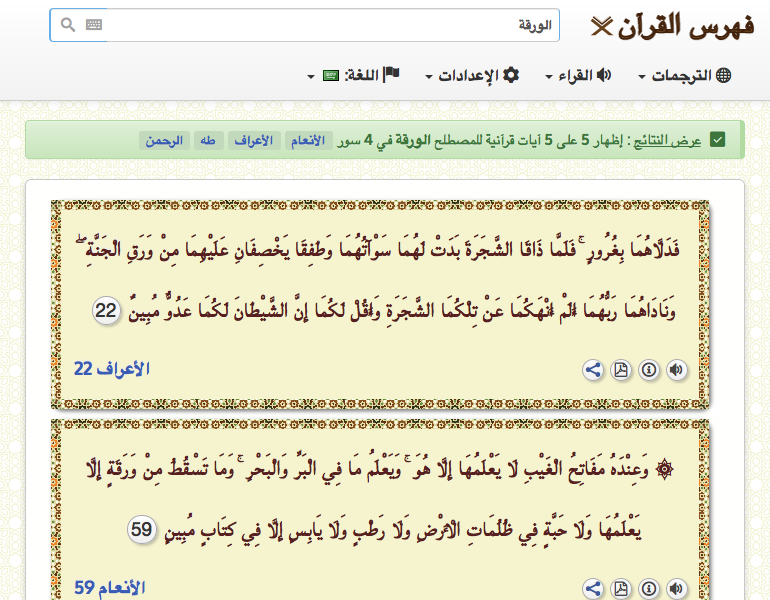 فهرس القرآن
الورقة
الترجمات
القراء
الإعدادات
اللغة:
عرض النتائج : إظهار 5 على 5 آيات قرآنية للمصطلح الورقة في 4 سور الأنعام الأعراف طه الرحمن
فَدَلَّاهُمَا بِغُرُورٍ ۚ فَلَمَّا ذَاقَا الشَّجَرَةَ بَدَتْ لَهُمَا سَوْآتُهُمَا وَطَفِقَا يَخْصِفَانِ عَلَيْهِمَا مِنْ وَرَقِ الْجَنَّةِ ۖ
وَنَادَاهُمَا رَبُّهُمَا أَلَمْ أَنْهَكُمَا عَنْ تِلْكُمَا الشَّجَرَةِ وَأَقُلْ لَكُمَا إِنَّ الشَّيْطَانَ لَكُمَا عَدُوٌّ مُبِينٌ 22
الأعراف 22
۞ وَعِنْدَهُ مَفَاتِحُ الْغَيْبِ لَا يَعْلَمُهَا إِلَّا هُوَ ۚ وَيَعْلَمُ مَا فِي الْبَرِّ وَالْبَحْرِ ۚ وَمَا تَسْقُطُ مِنْ وَرَقَةٍ إِلَّا
يَعْلَمُهَا وَلَا حَبَّةٍ فِي ظُلُمَاتِ الْأَرْضِ وَلَا رَطْبٍ وَلَا يَابِسٍ إِلَّا فِي كِتَابٍ مُبِينٍ 59
الأنعام 59